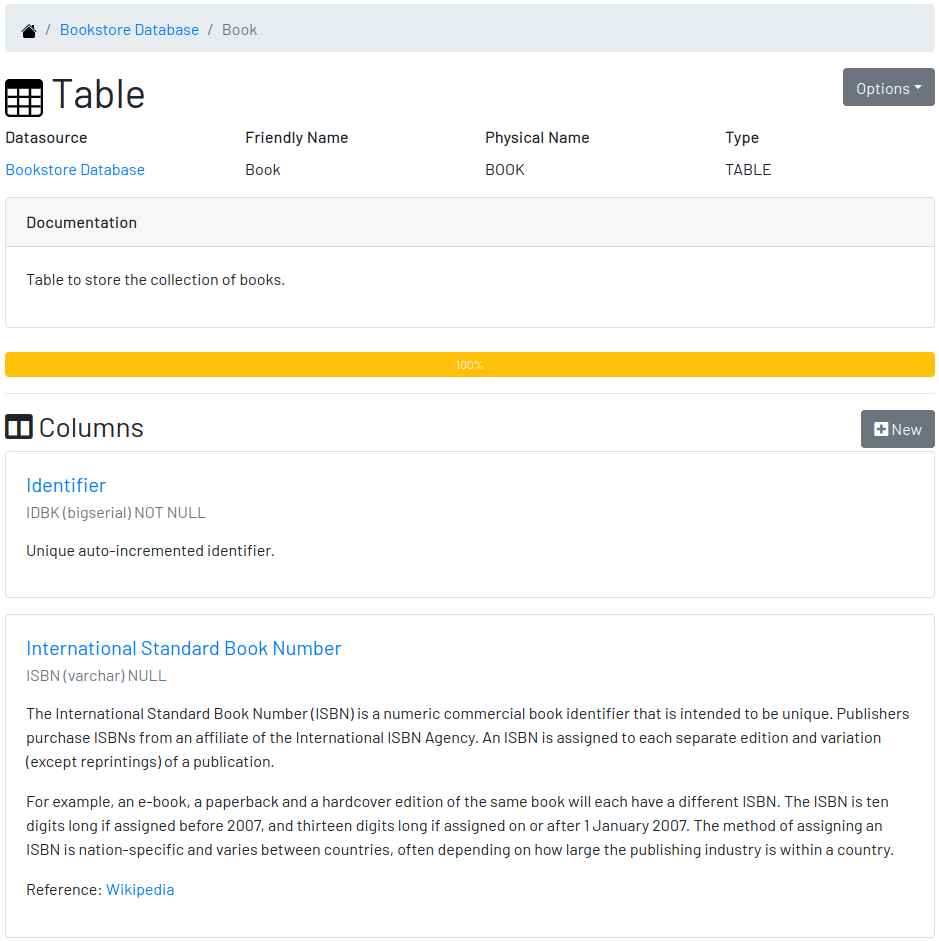 / Bookstore Database / Book
Table
Options
Datasource Friendly Name Physical Name Type
Bookstore Database Book BOOK TABLE
Documentation
Table to store the collection of books.
100%
Columns
New
Identifier
IDBK (bigserial) NOT NULL
Unique auto-incremented identifier.
International Standard Book Number
ISBN (varchar) NULL
The International Standard Book Number (ISBN) is a numeric commercial book identifier that is intended to be unique. Publishers
purchase ISBNs from an affiliate of the International ISBN Agency. An ISBN is assigned to each separate edition and variation
(except reprintings) of a publication.
For example, an e-book, a paperback and a hardcover edition of the same book will each have a different ISBN. The ISBN is ten
digits long if assigned before 2007, and thirteen digits long if assigned on or after 1 January 2007. The method of assigning an
ISBN is nation-specific and varies between countries, often depending on how large the publishing industry is within a country.
Reference: Wikipedia